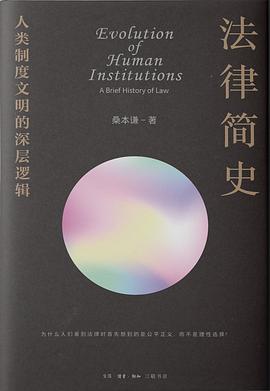 法律简史
人类制度文明的深层逻辑
Evolution
of
Human
Institutions
A Brief History of Law
桑本谦-著
为什么人们看到法律时首先想到的是公平正义,而不是理性选择?
生活·讀書·新知 三联书店